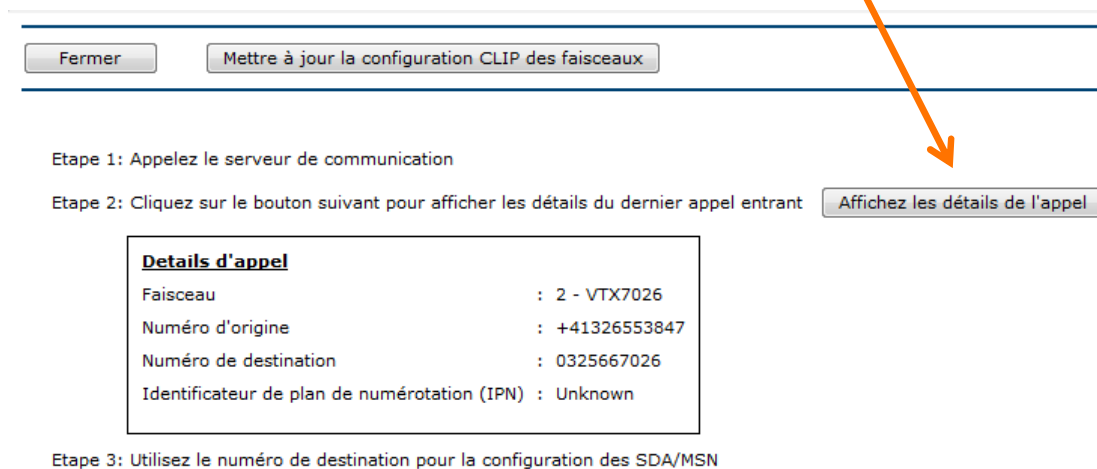 Fermer Mettre à jour la configuration CLIP des faisceaux
Etape 1: Appelez le serveur de communication
Etape 2: Cliquez sur le bouton suivant pour afficher les détails du dernier appel entrant Affichez les détails de l'appel
Details d'appel
Faisceau : 2 - VTX7026
Numéro d'origine : +41326553847
Numéro de destination : 0325667026
Identificateur de plan de numérotation (IPN) : Unknown
Etape 3: Utilisez le numéro de destination pour la configuration des SDA/MSN